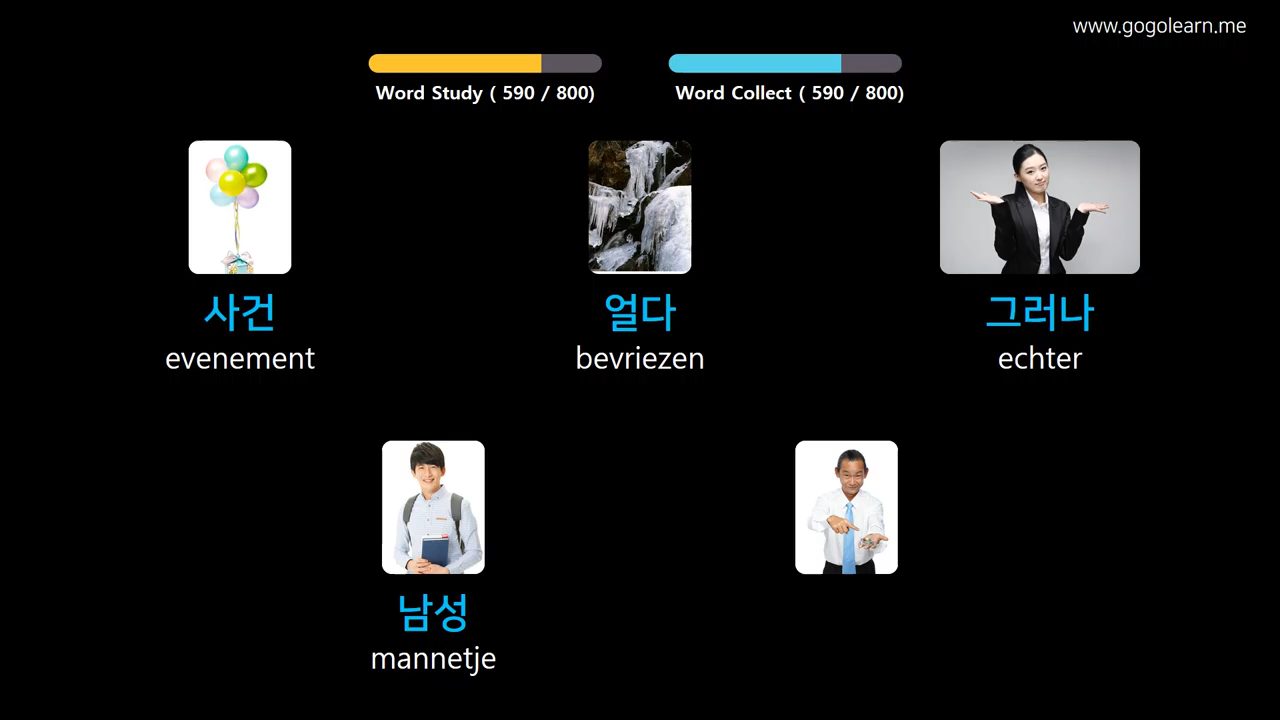 www.gogolearn.me
Word Study ( 590 / 800)
Word Collect ( 590 / 800)
사건
evenement
얼다
bevriezen
그러나
echter
남성
mannetje